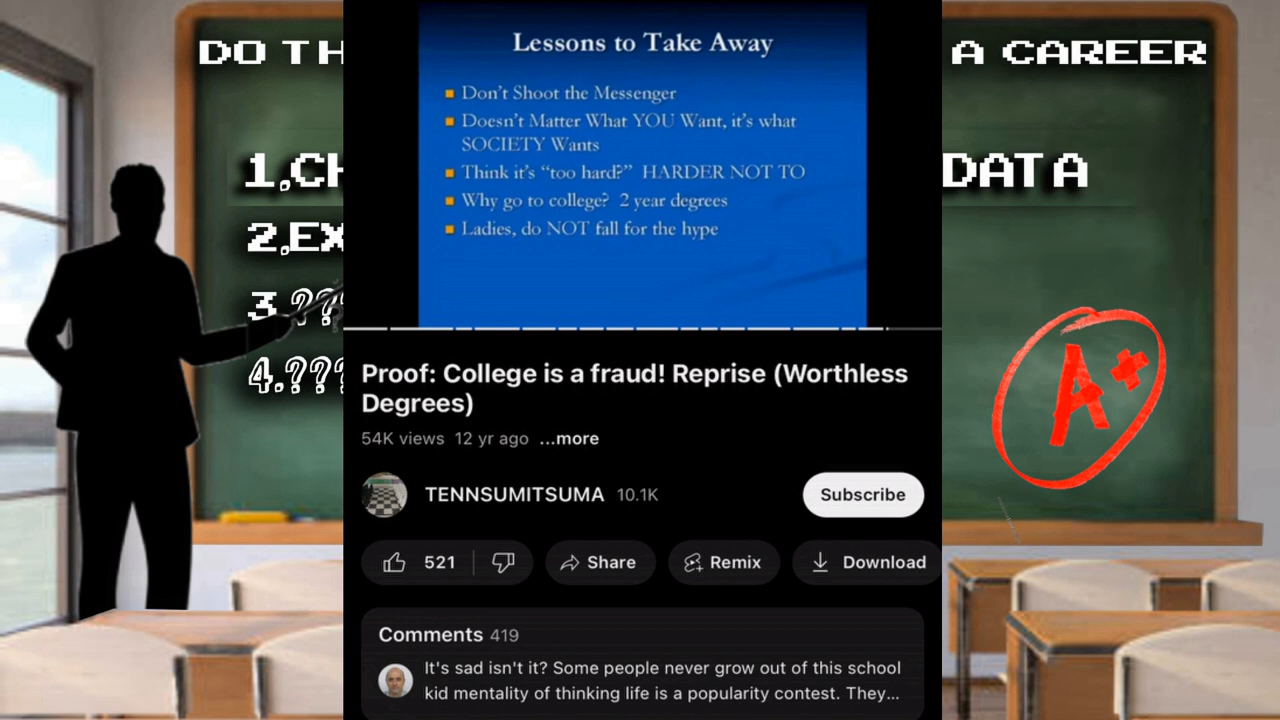 DO TH
A CAREER
1,CH
DATA
2,EX
3.???
4.???
A+
Lessons to Take Away
Don't Shoot the Messenger
Doesn't Matter What YOU Want, it's what
SOCIETY Wants
Think it's “too hard?” HARDER NOT TO
Why go to college? 2 year degrees
Ladies, do NOT fall for the hype
Proof: College is a fraud! Reprise (Worthless
Degrees)
54K views 12 yr ago ...more
TENNSUMITSUMA 10.1K
Subscribe
521
Share
Remix
Download
Comments 419
It's sad isn't it? Some people never grow out of this school
kid mentality of thinking life is a popularity contest. They...